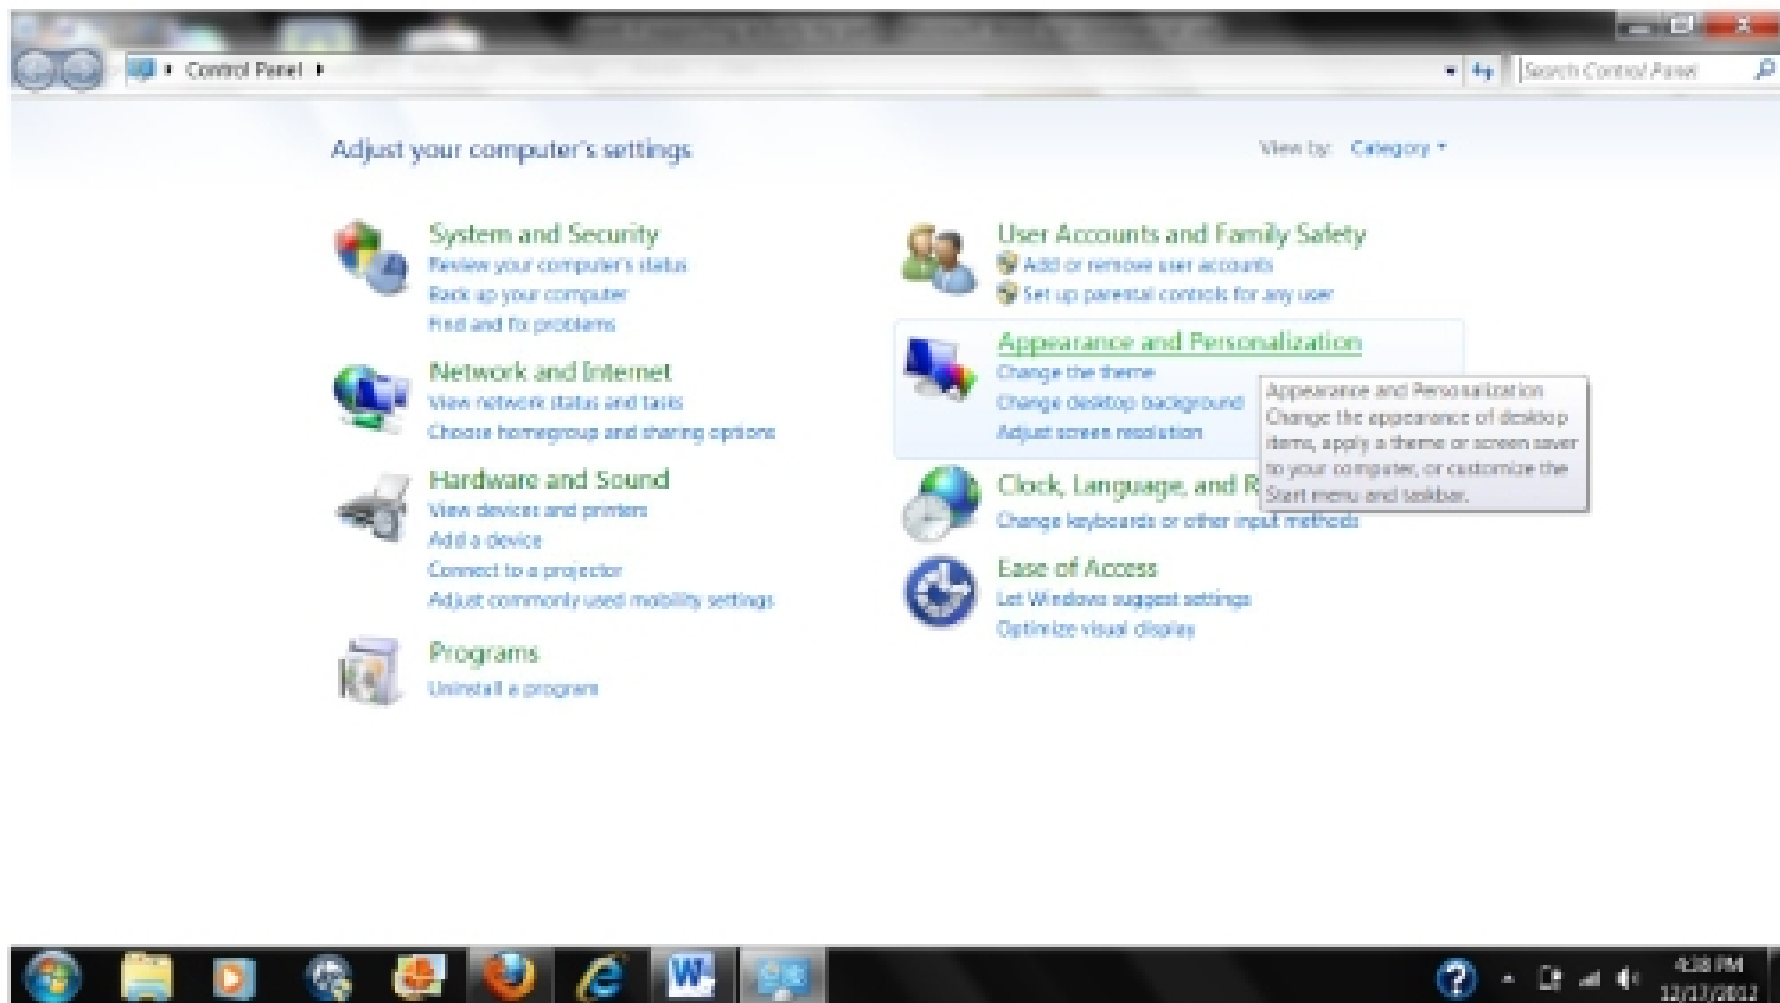 Control Panel
Search Control Panel
Adjust your computer's settings
View by: Category
System and Security
Review your computer's status
Back up your computer
Find and fix problems
Network and Internet
View network status and tasks
Choose homegroup and sharing options
Hardware and Sound
View devices and printers
Add a device
Connect to a projector
Adjust commonly used mobility settings
Programs
Uninstall a program
User Accounts and Family Safety
Add or remove user accounts
Set up parental controls for any user
Appearance and Personalization
Change the theme
Change desktop background
Adjust screen resolution
Appearance and Personalization
Change the appearance of desktop
items, apply a theme or screen saver
to your computer, or customize the
Start menu and taskbar.
Clock, Language, and R
Change keyboards or other input methods
Ease of Access
Let Windows suggest settings
Optimize visual display
W
4:38 PM
12/17/2012